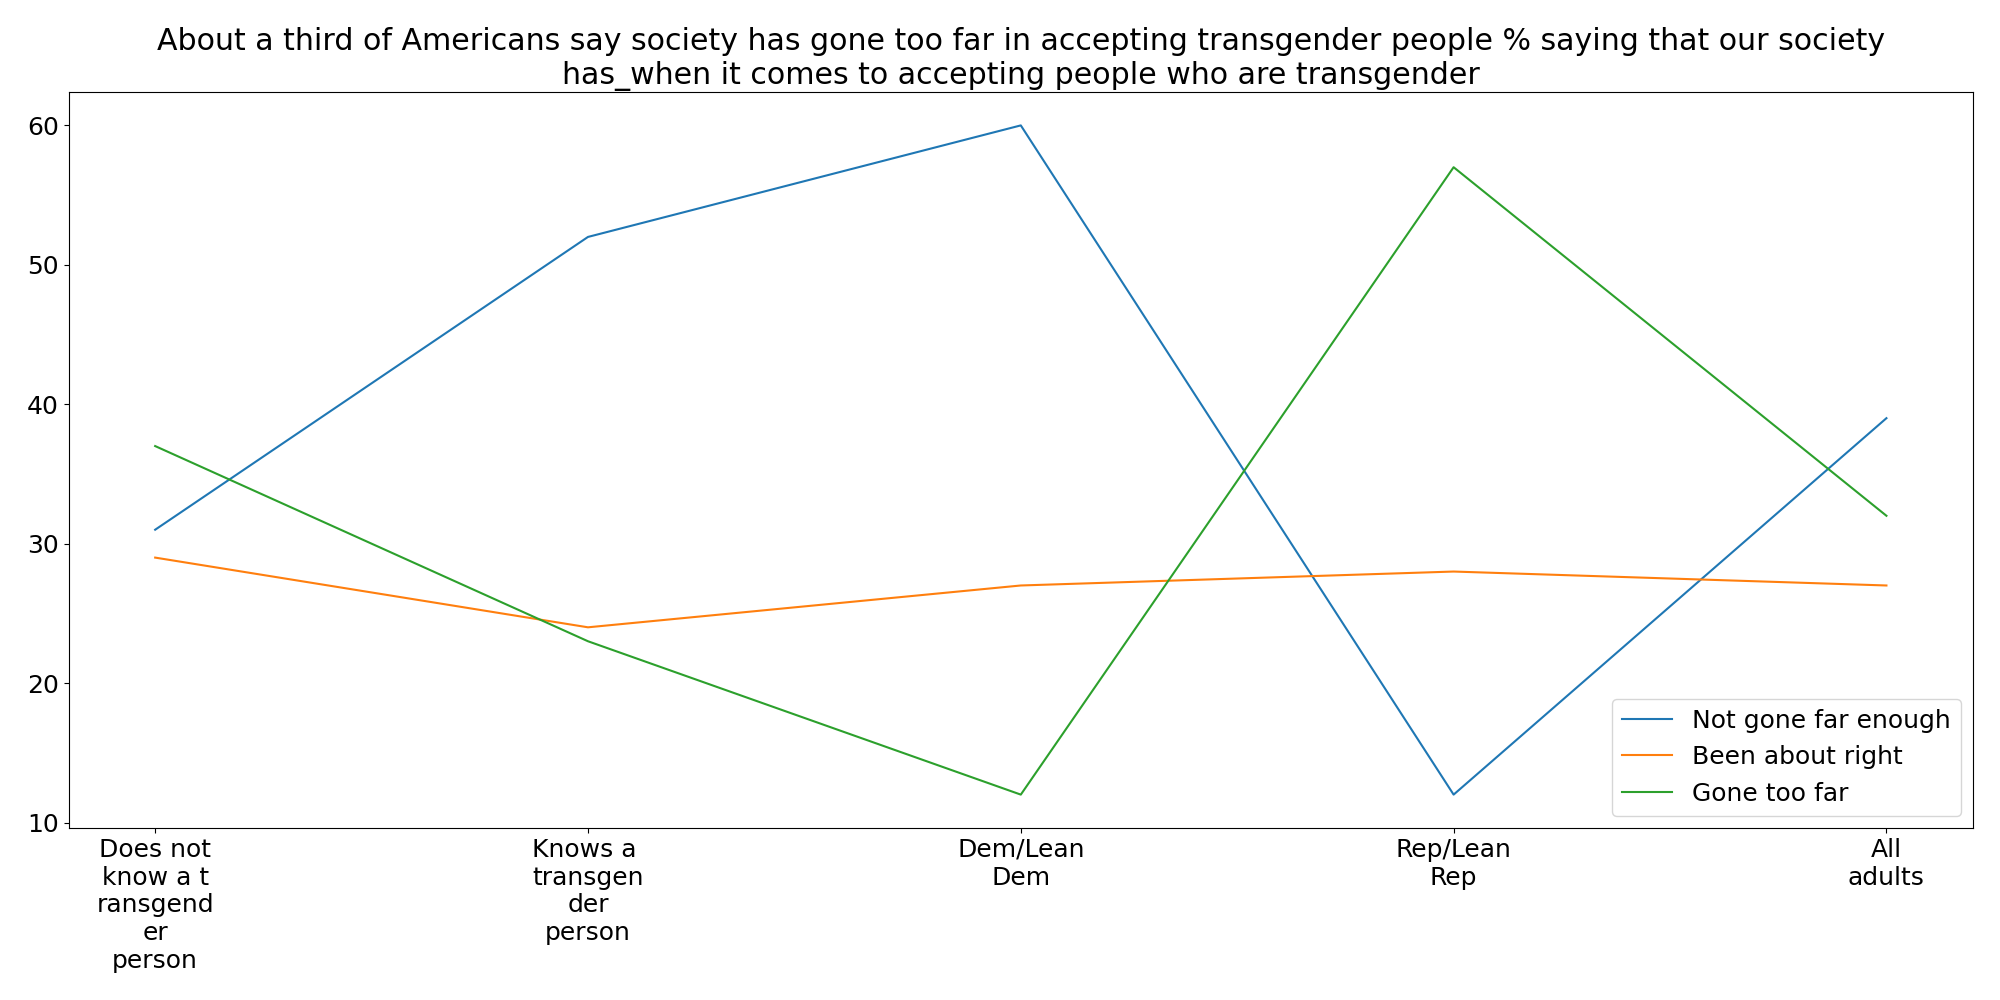 About a third of Americans say society has gone too far in accepting transgender people % saying that our society
has_when it comes to accepting people who are transgender
60
50
40
30
20
10
Not gone far enough
Been about right
Gone too far
Does not
know a t
ransgend
er
person
Knows a
transgen
der
person
Dem/Lean
Dem
Rep/Lean
Rep
All
adults